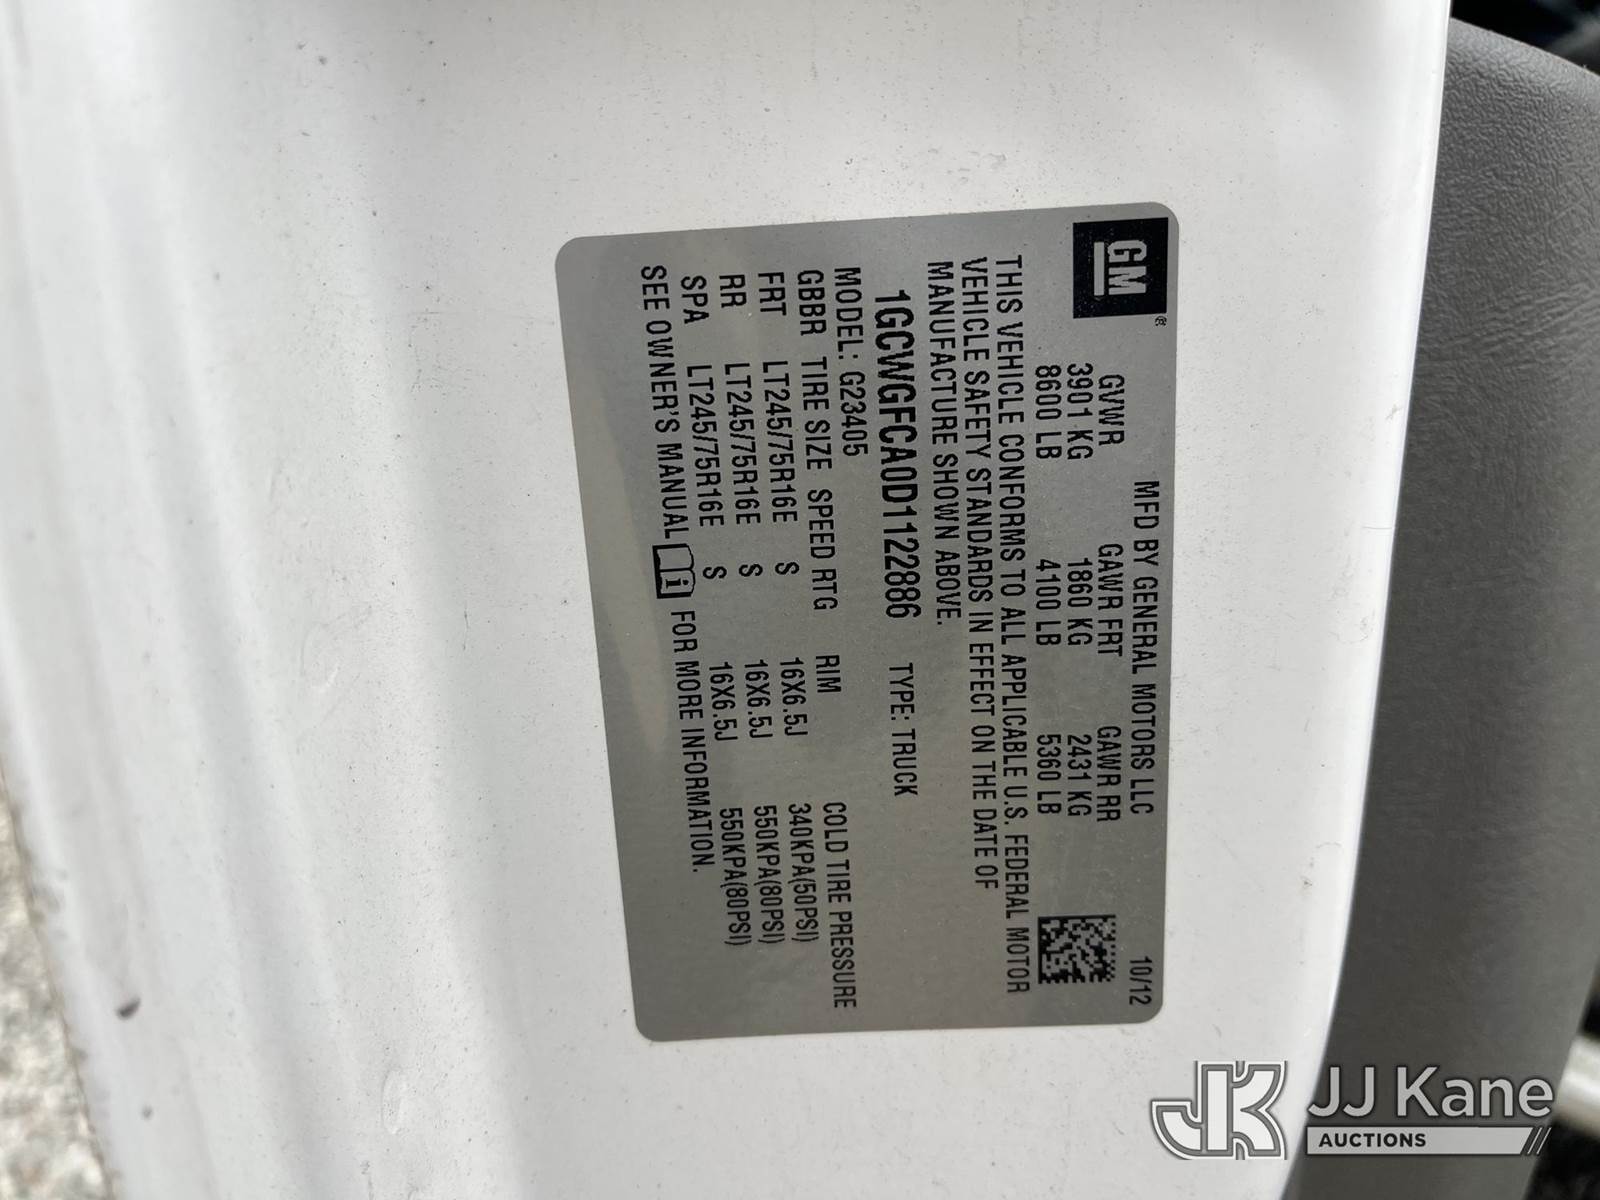 MFD BY GENERAL MOTORS LLC 10/12
GM®
GVWR GAWR FRT GAWR RR
3901 KG 1860 KG 2431 KG
8600 LB 4100 LB 5360 LB
THIS VEHICLE CONFORMS TO ALL APPLICABLE U.S. FEDERAL MOTOR
VEHICLE SAFETY STANDARDS IN EFFECT ON THE DATE OF
MANUFACTURE SHOWN ABOVE.
1GCWGFCA0D1122886 TYPE: TRUCK
MODEL: G23405
GBBR TIRE SIZE SPEED RTG RIM COLD TIRE PRESSURE
FRT LT245/75R16E S 16X6.5J 340KPA(50PSI)
RR LT245/75R16E S 16X6.5J 550KPA(80PSI)
SPA LT245/75R16E S 16X6.5J 550KPA(80PSI)
SEE OWNER'S MANUAL i FOR MORE INFORMATION.
JK JJ Kane
AUCTIONS